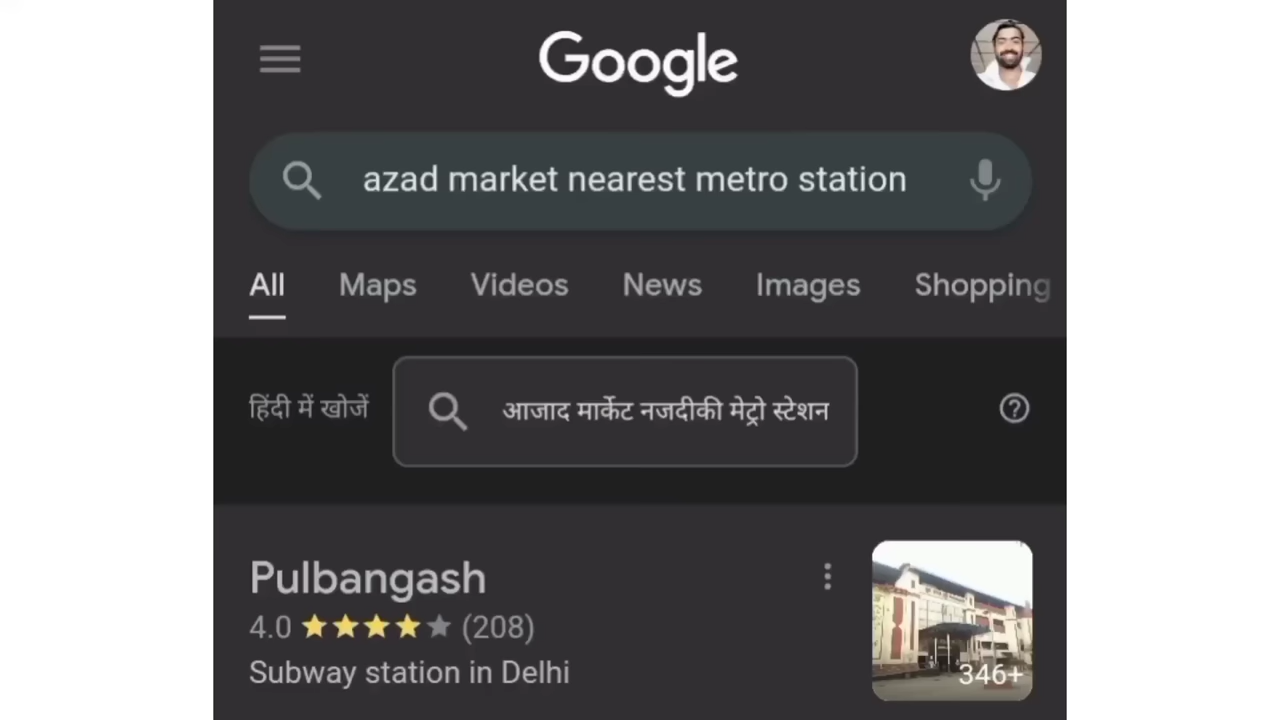 Google
azad market nearest metro station
All Maps Videos News Images Shopping
हिंदी में खोजें आजाद मार्केट नजदीकी मेट्रो स्टेशन
Pulbangash
4.0 (208)
Subway station in Delhi
346+